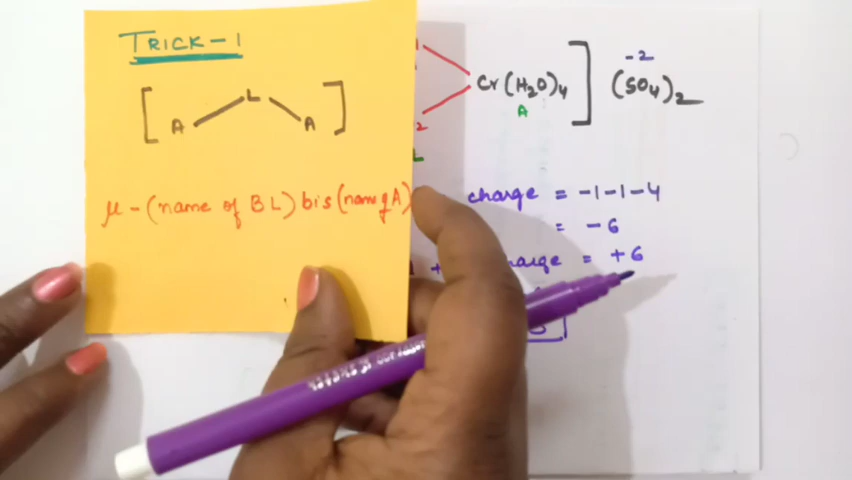 TRICK-1
[ A L A ]
μ-(name of BL) bis (name of A)
Cr(H2O)4 ] (SO4)2
-2
A
2
L
charge = -1-1-4
= -6
+ charge = +6